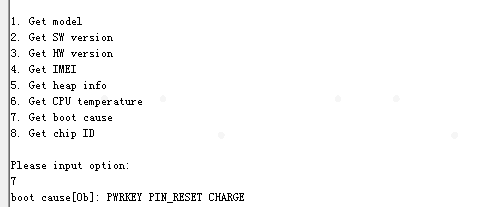 1. Get model
2. Get SW version
3. Get HW version
4. Get IMEI
5. Get heap info
6. Get CPU temperature
7. Get boot cause
8. Get chip ID
Please input option:
7
boot cause[0b]: PWRKEY PIN_RESET CHARGE